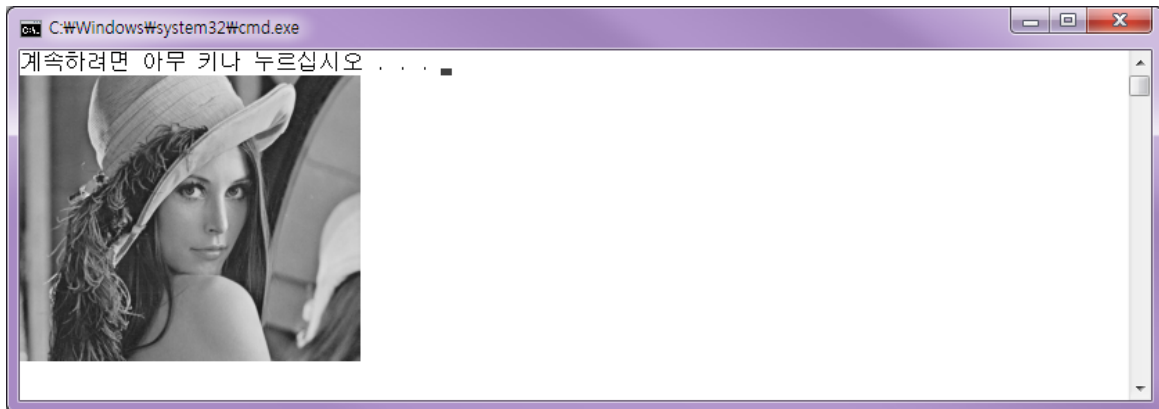 C:₩Windows₩system32₩cmd.exe
계속하려면 아무 키나 누르십시오 . . .